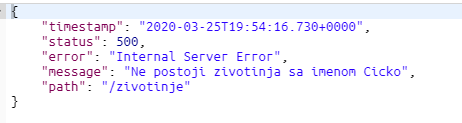 {
"timestamp": "2020-03-25T19:54:16.730+0000",
"status": 500,
"error": "Internal Server Error",
"message": "Ne postoji zivotinja sa imenom Cicko",
"path": "/zivotinje"
}